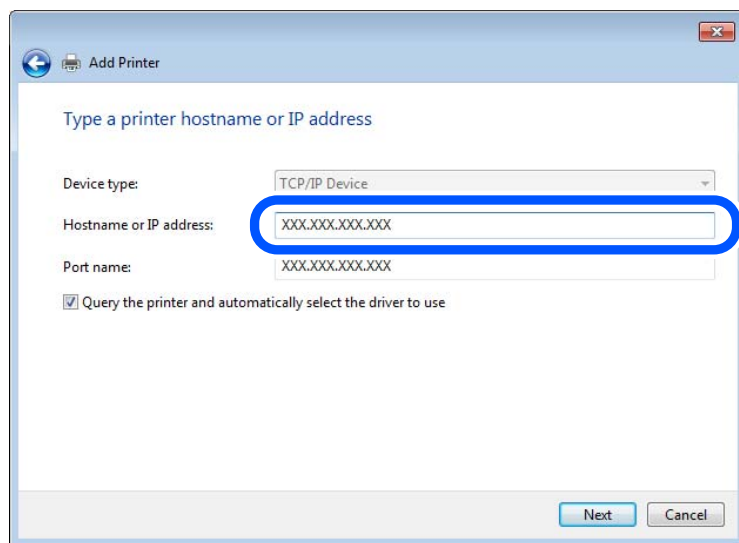 Add Printer
Type a printer hostname or IP address
Device type: TCP/IP Device
Hostname or IP address: XXX.XXX.XXX.XXX
Port name: XXX.XXX.XXX.XXX
Query the printer and automatically select the driver to use
Next Cancel